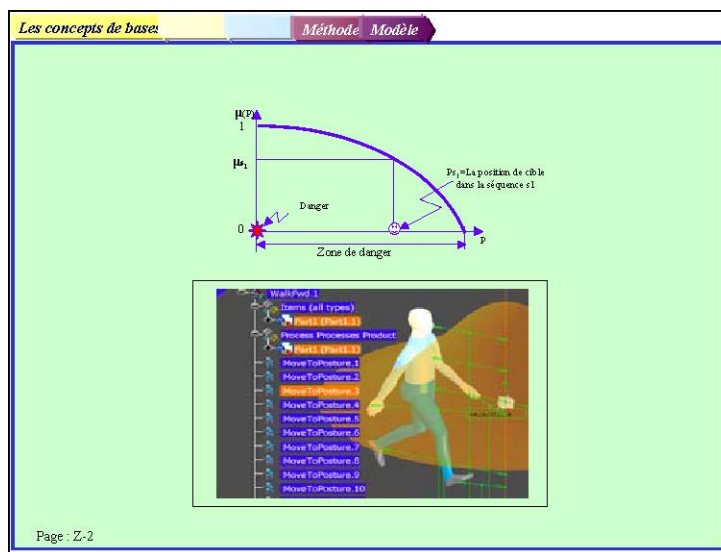 Les concepts de bases
Méthode Modèle
μ(P)
1
μs1
Ps1=La position de cible
dans la séquence s1
Danger
0
P
Zone de danger
WalkFwd.1
Items (all types)
Part1 (Part1.1)
Process Processes Product
Part1 (Part1.1)
MoveToPosture.1
MoveToPosture.2
MoveToPosture.3
MoveToPosture.4
MoveToPosture.5
MoveToPosture.6
MoveToPosture.7
MoveToPosture.8
MoveToPosture.9
MoveToPosture.10
Page : Z-2